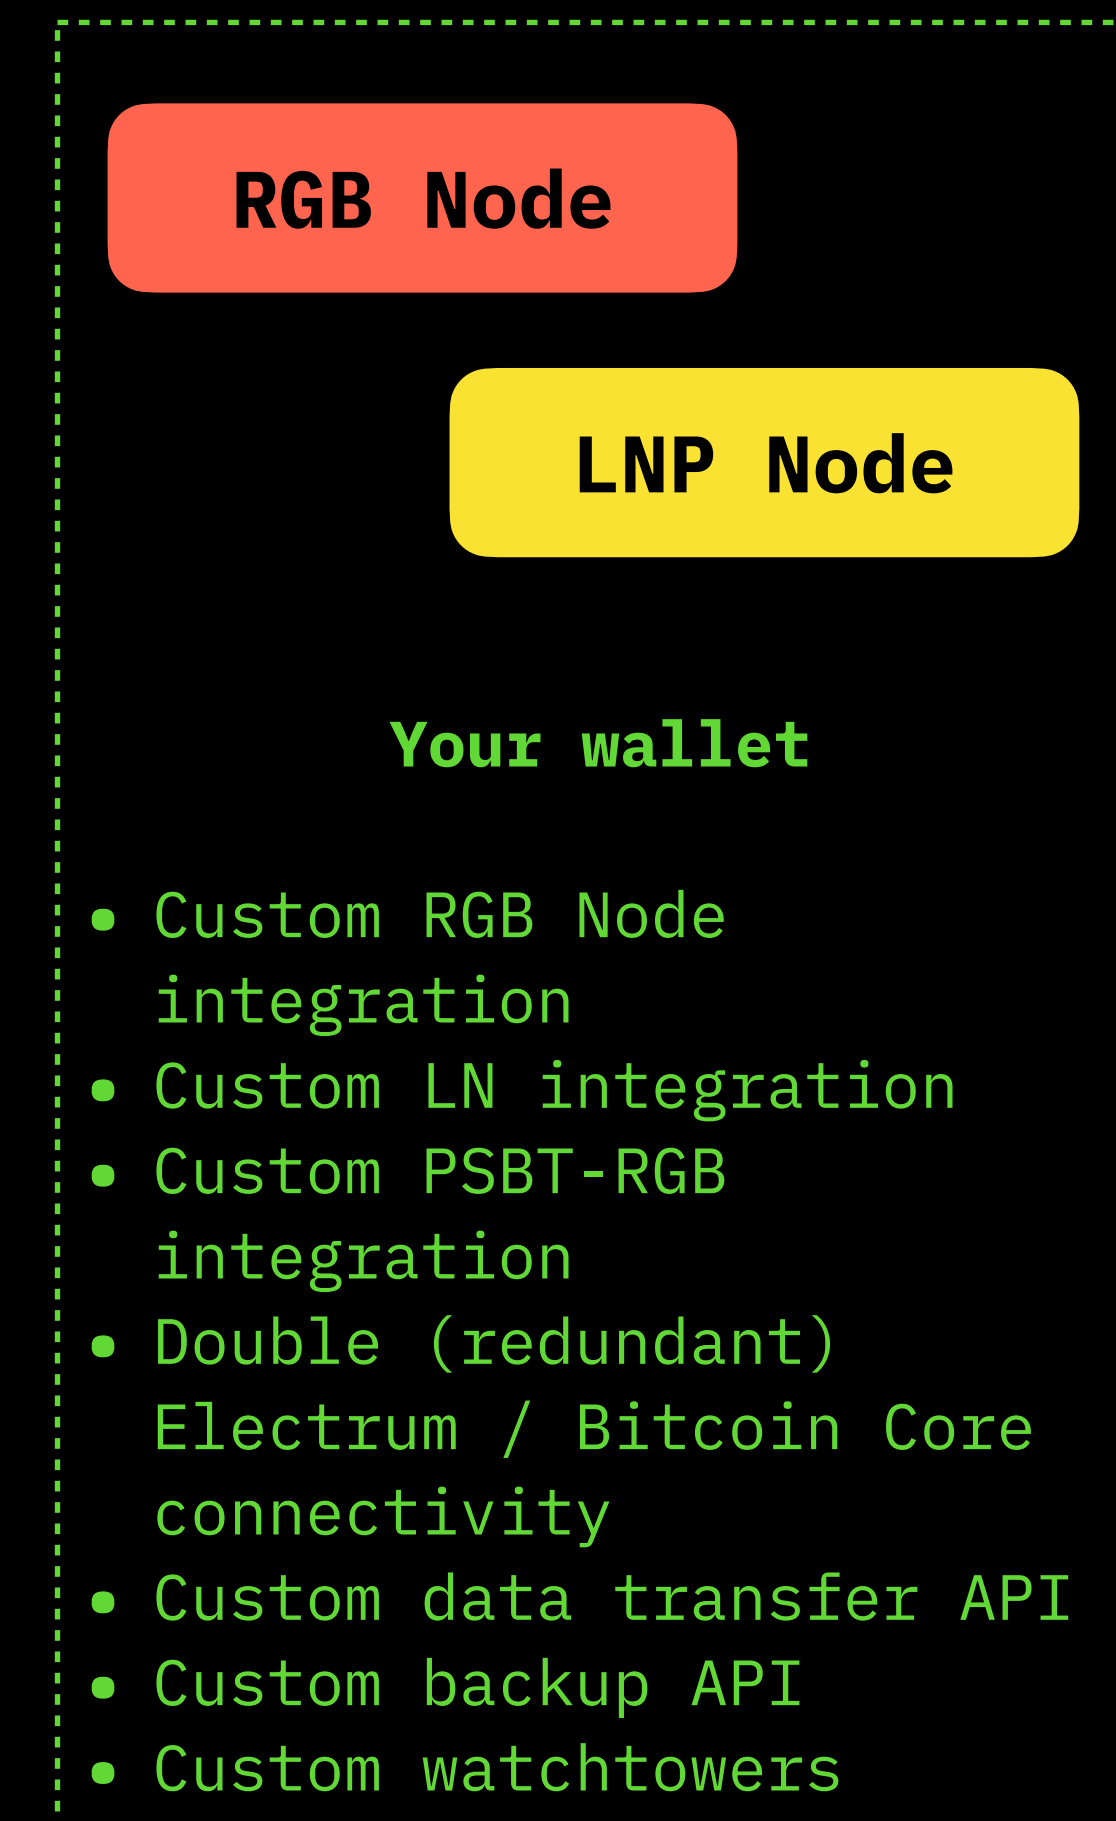 RGB Node
LNP Node
Your wallet
• Custom RGB Node
integration
• Custom LN integration
• Custom PSBT-RGB
integration
• Double (redundant)
Electrum / Bitcoin Core
connectivity
• Custom data transfer API
• Custom backup API
• Custom watchtowers